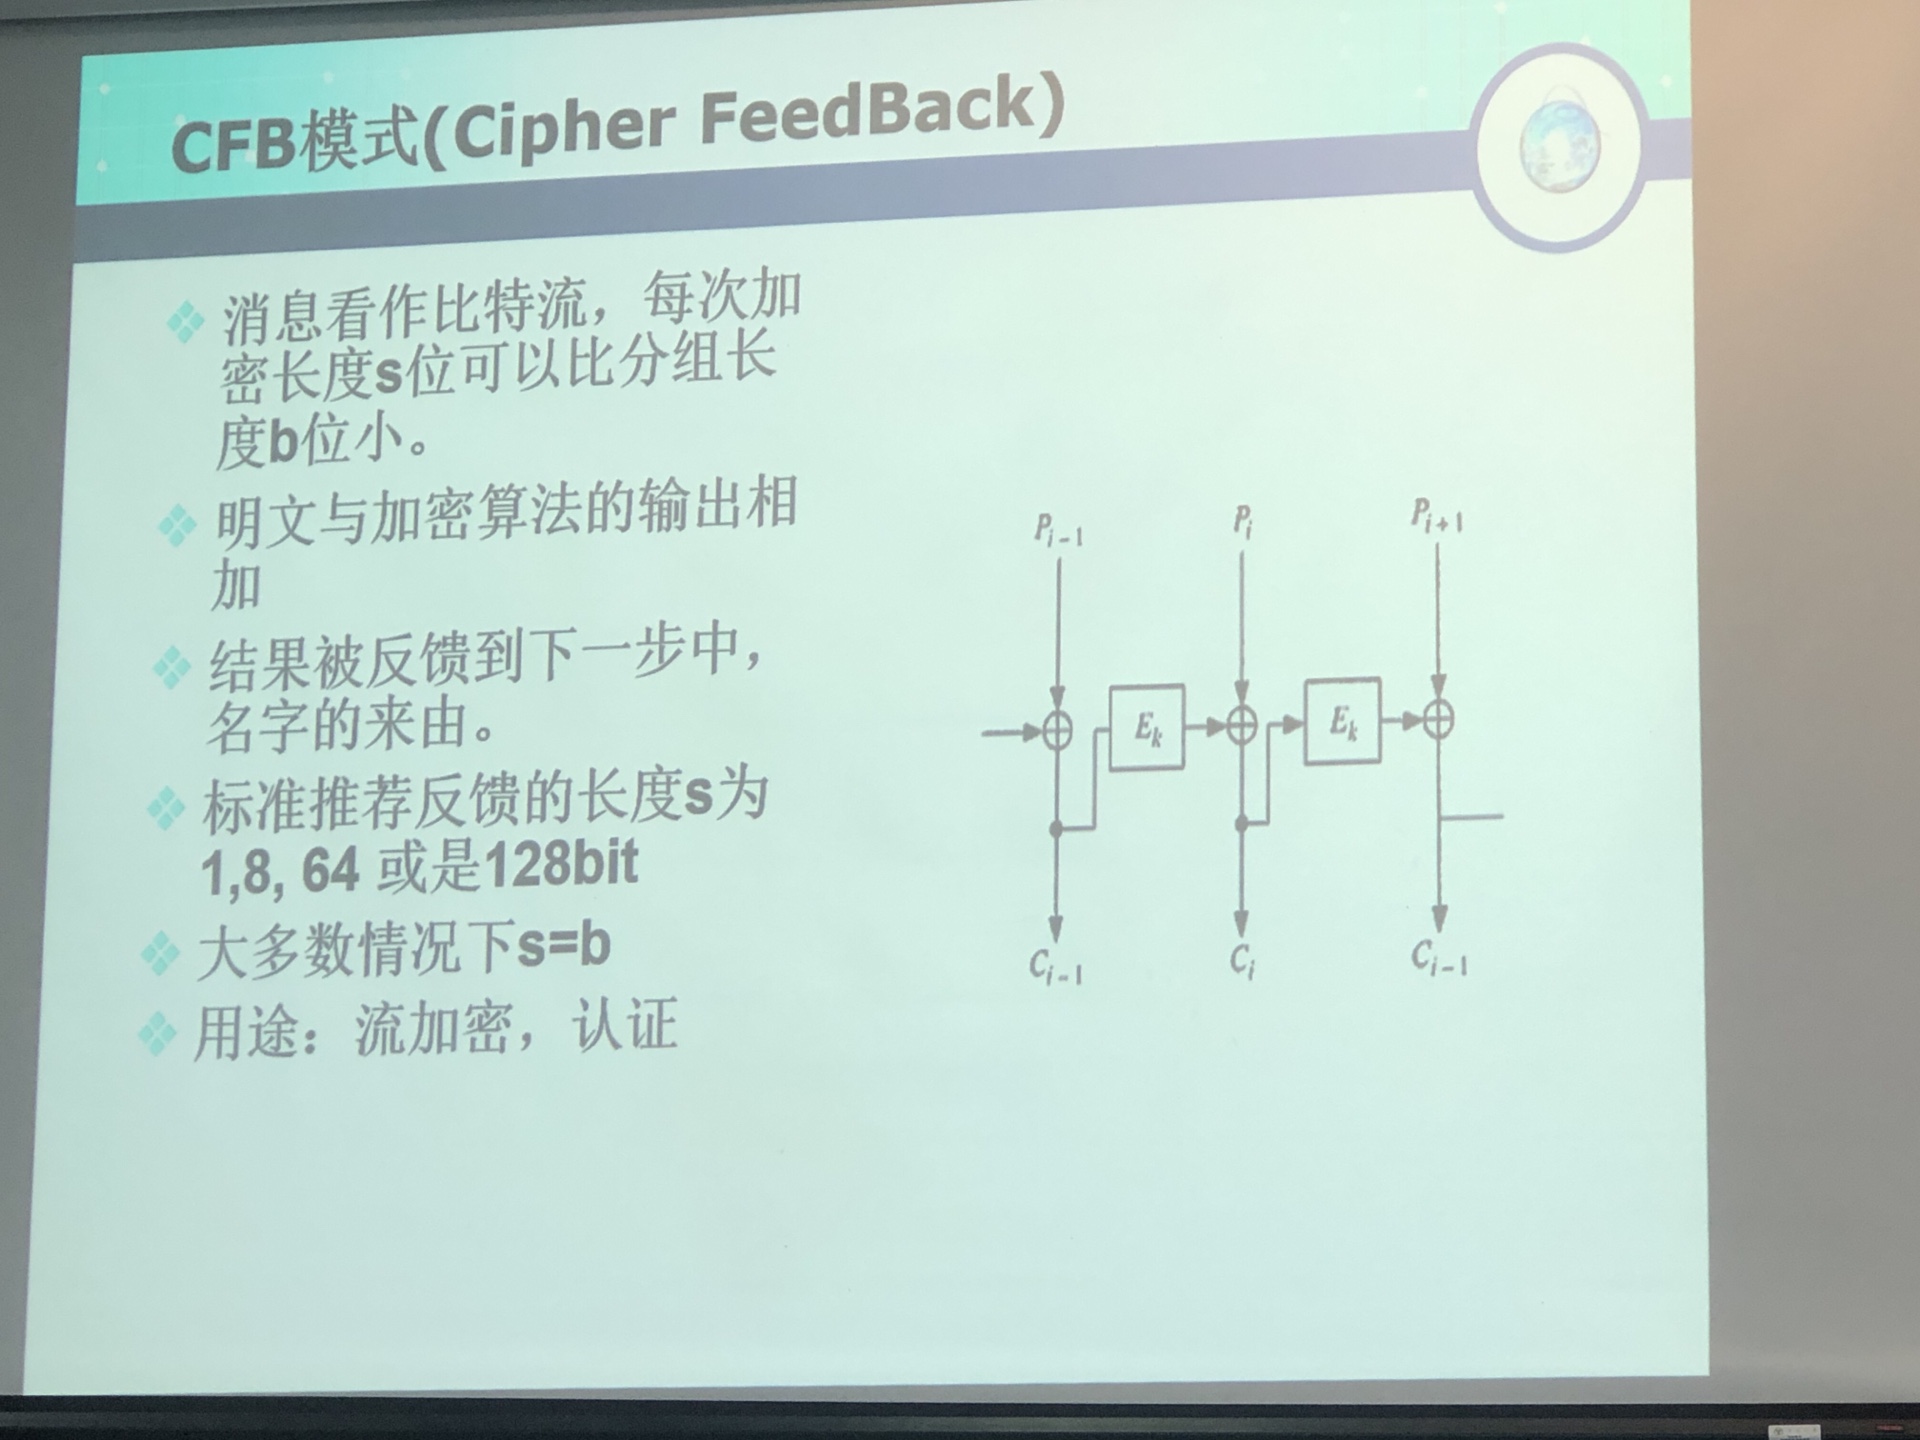 CFB模式(Cipher FeedBack)
消息看作比特流，每次加
密长度s位可以比分组长
度b位小。
明文与加密算法的输出相
加
结果被反馈到下一步中，
名字的来由。
标准推荐反馈的长度s为
1,8, 64 或是128bit
大多数情况下s=b
用途：流加密，认证
P_{i-1} P_i P_{i+1}
E_k E_k
C_{i-1} C_i C_{i-1}